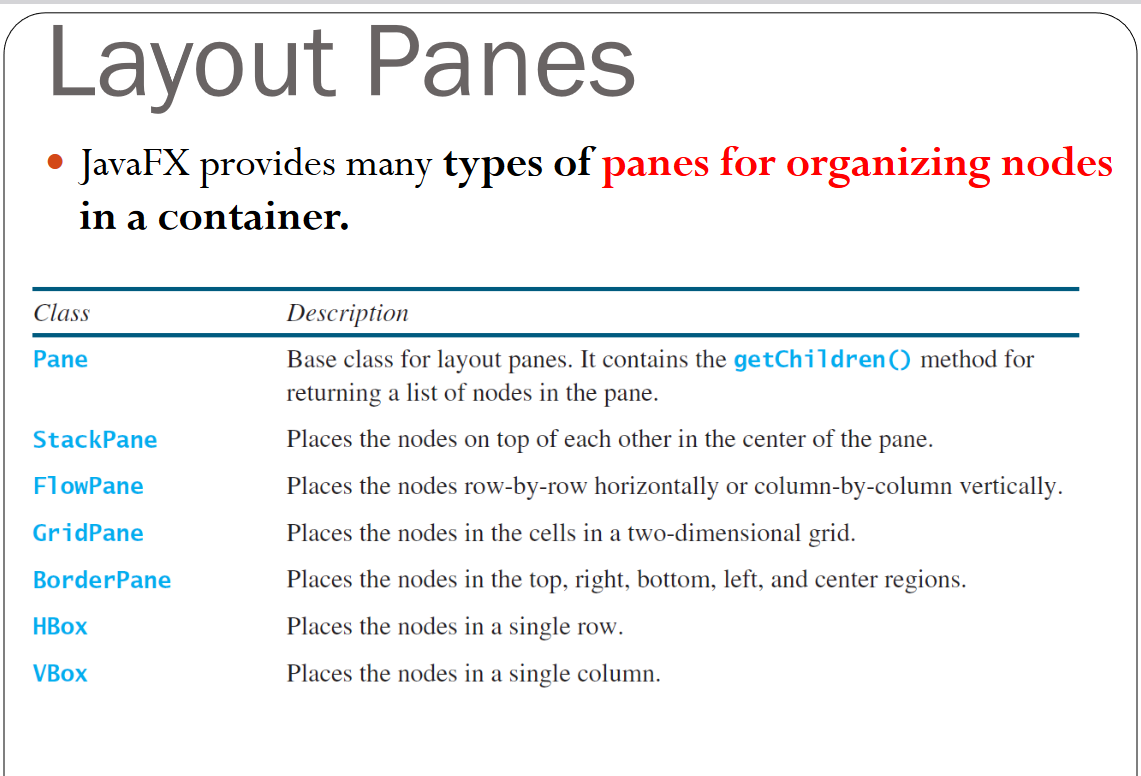 Layout Panes
• JavaFX provides many types of panes for organizing nodes
in a container.
Class Description
Pane Base class for layout panes. It contains the getChildren() method for
returning a list of nodes in the pane.
StackPane Places the nodes on top of each other in the center of the pane.
FlowPane Places the nodes row-by-row horizontally or column-by-column vertically.
GridPane Places the nodes in the cells in a two-dimensional grid.
BorderPane Places the nodes in the top, right, bottom, left, and center regions.
HBox Places the nodes in a single row.
VBox Places the nodes in a single column.